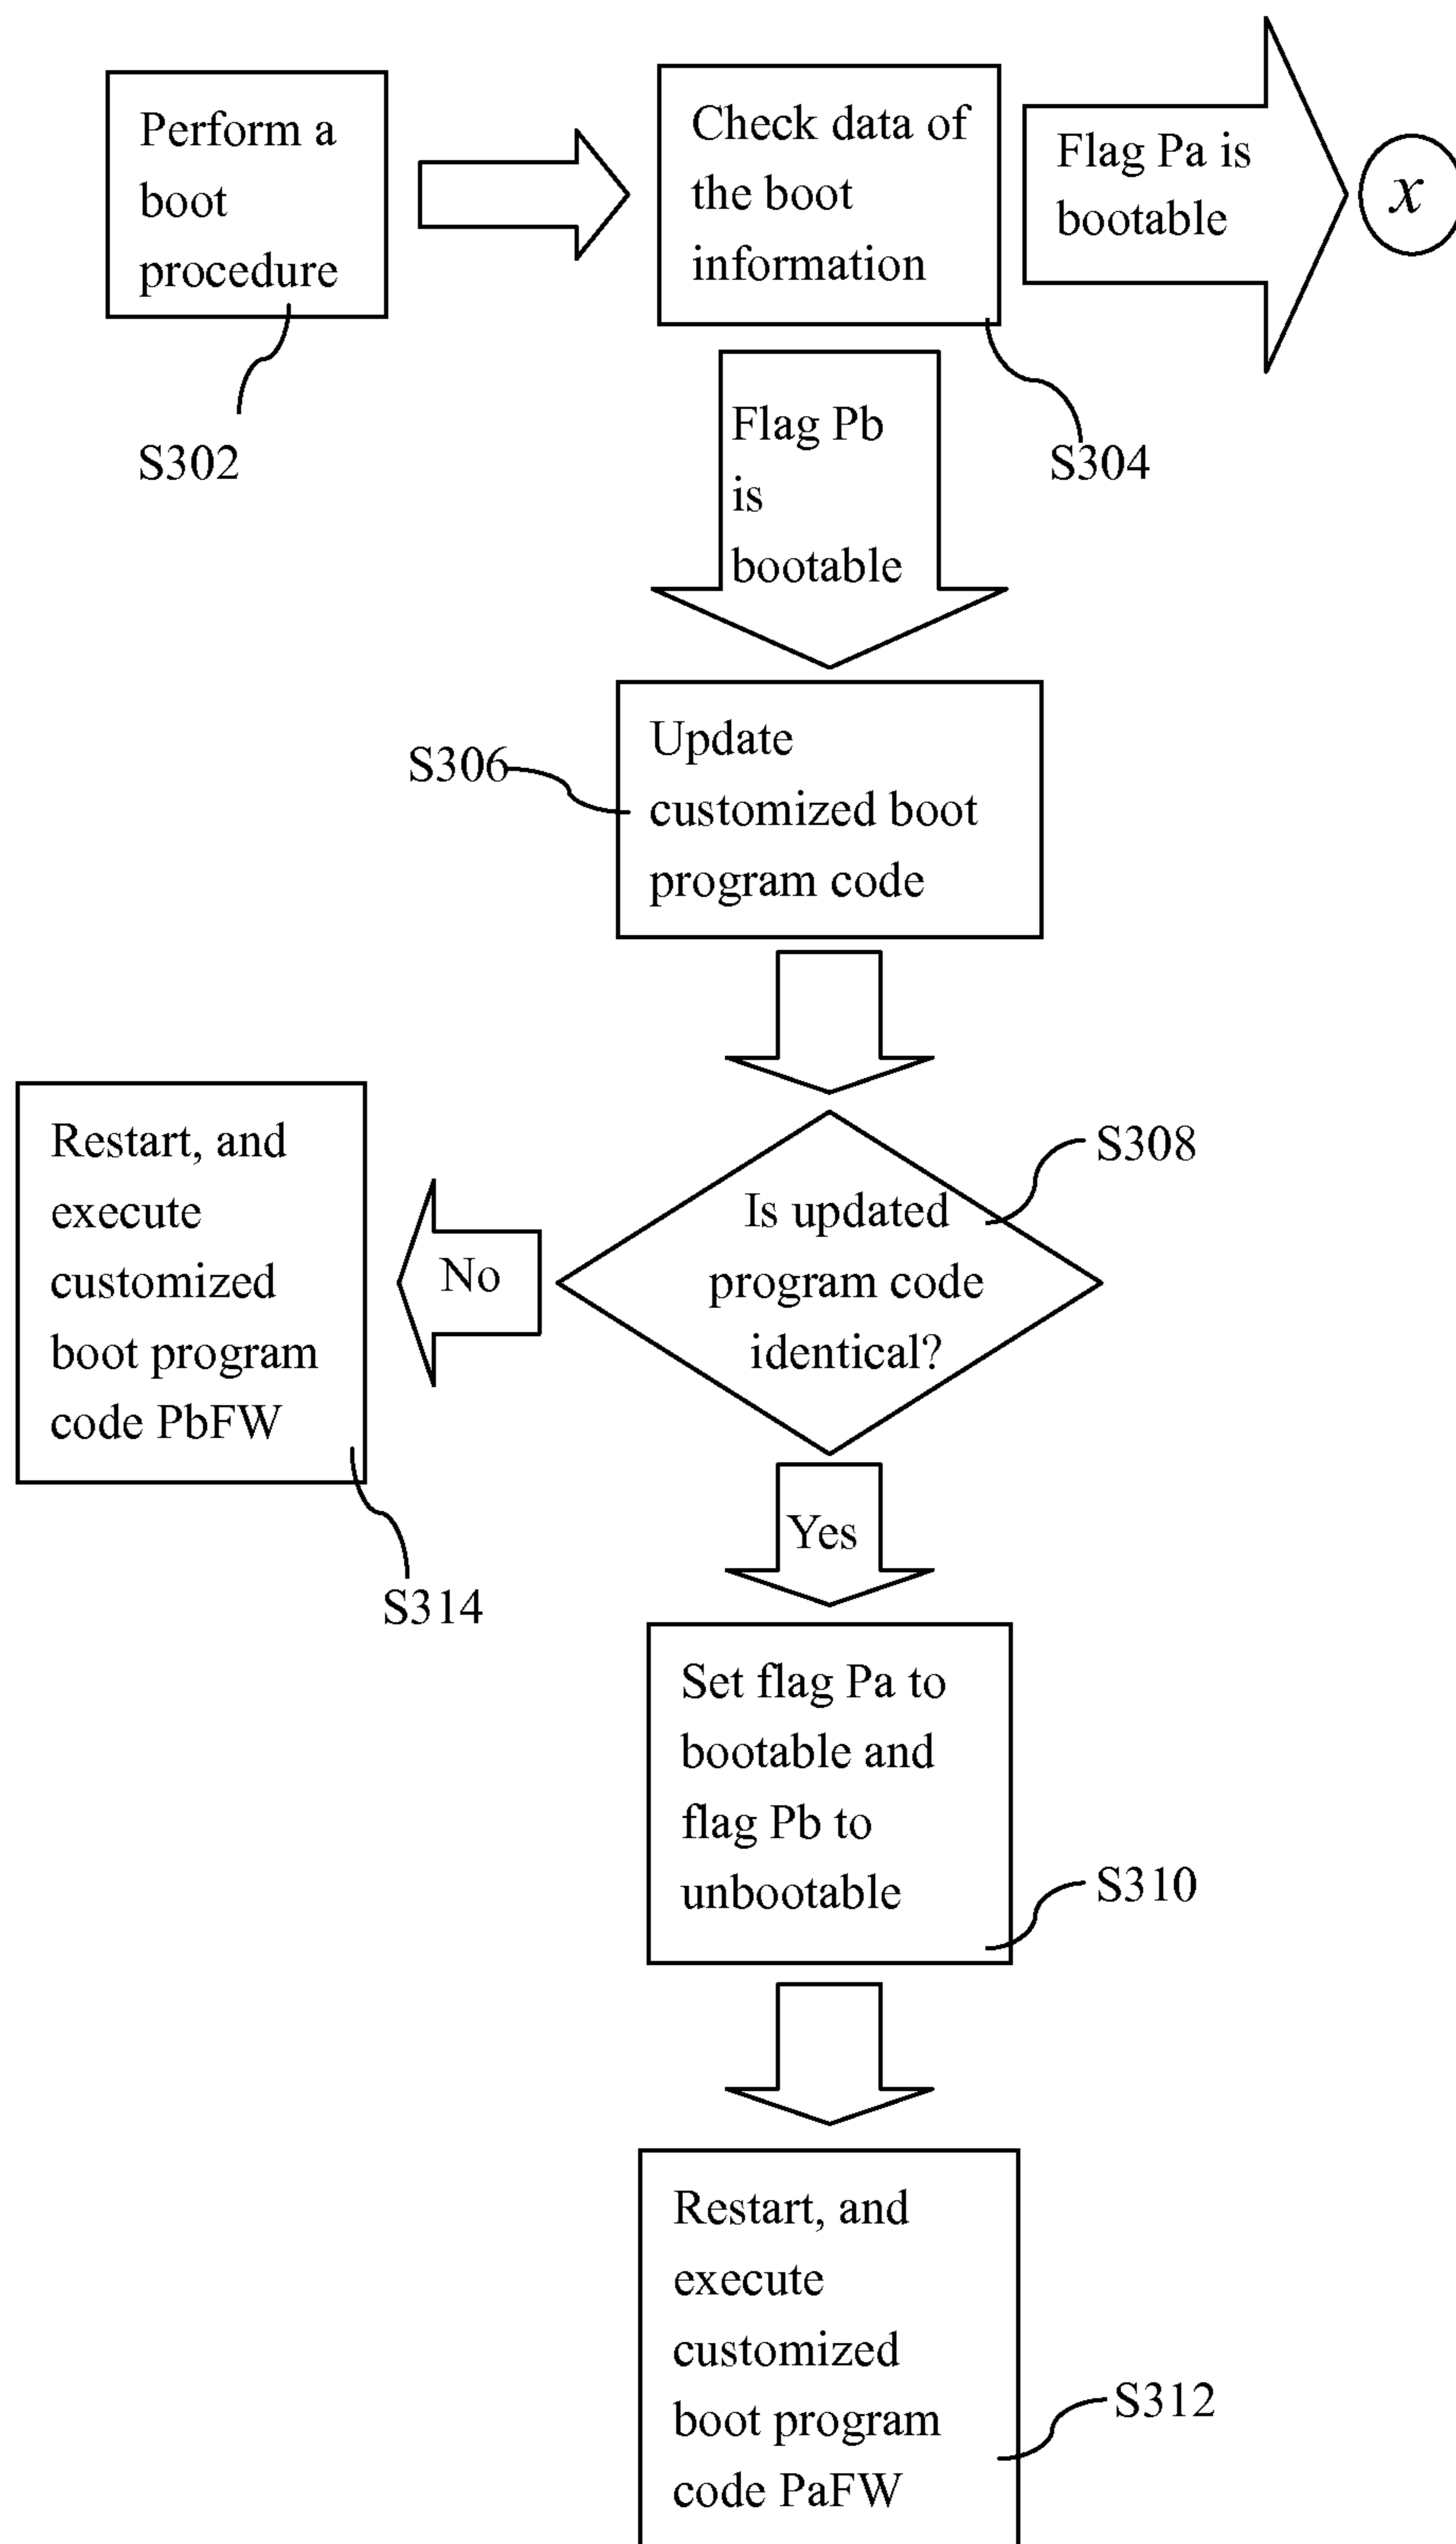 Perform a
boot
procedure
S302
Check data of
the boot
information
S304
Flag Pa is
bootable
x
Flag Pb
is
bootable
Update
customized boot
program code
S306
Is updated
program code
identical?
S308
No
Restart, and
execute
customized
boot program
code PbFW
S314
Yes
Set flag Pa to
bootable and
flag Pb to
unbootable
S310
Restart, and
execute
customized
boot program
code PaFW
S312